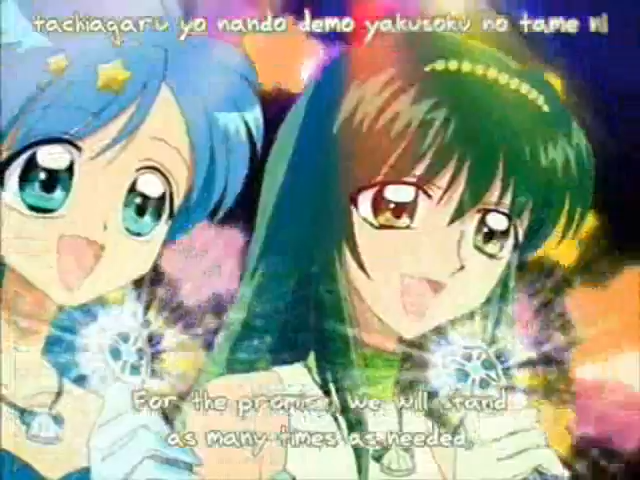 tachiagaru yo nando demo yakusoku no tame ni
For the promise, we will stand
as many times as needed